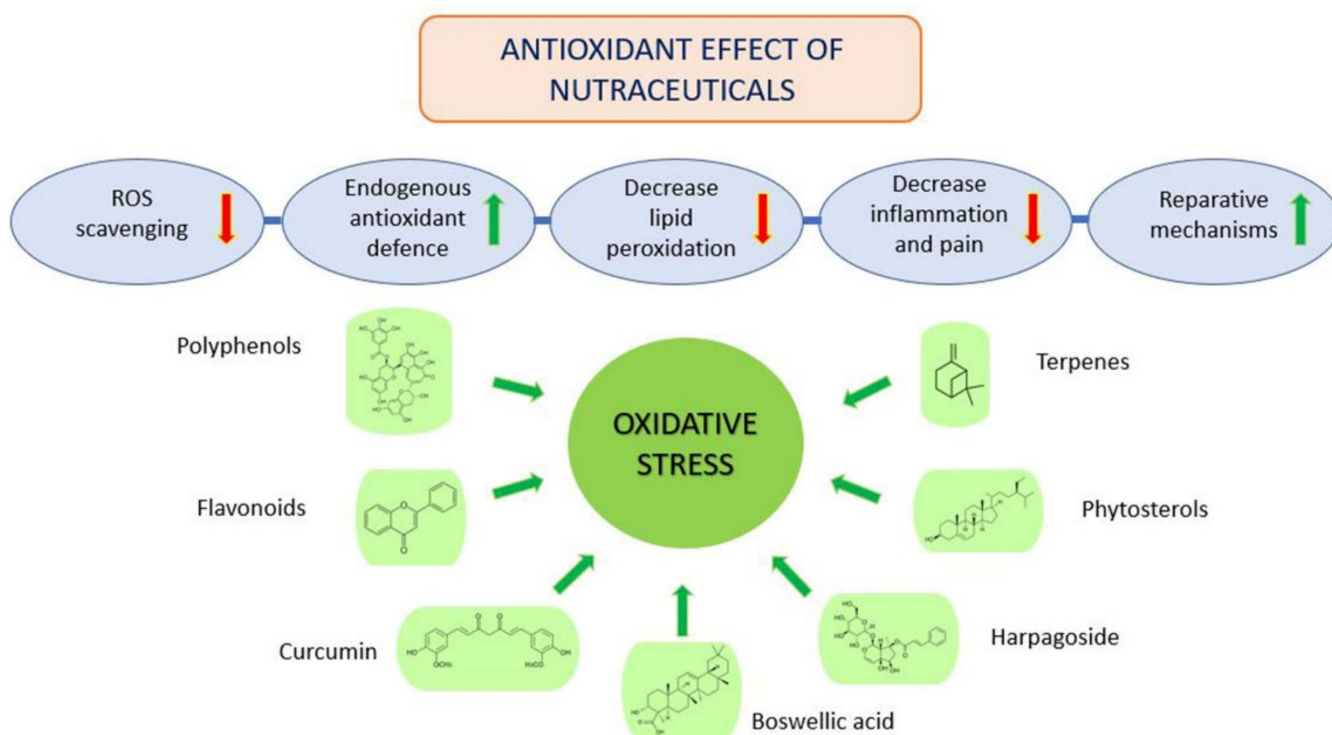 ANTIOXIDANT EFFECT OF
NUTRACEUTICALS
ROS
scavenging
Endogenous
antioxidant
defence
Decrease
lipid
peroxidation
Decrease
inflammation
and pain
Reparative
mechanisms
Polyphenols
Terpenes
OXIDATIVE
STRESS
Flavonoids
Phytosterols
Curcumin
Harpagoside
Boswellic acid